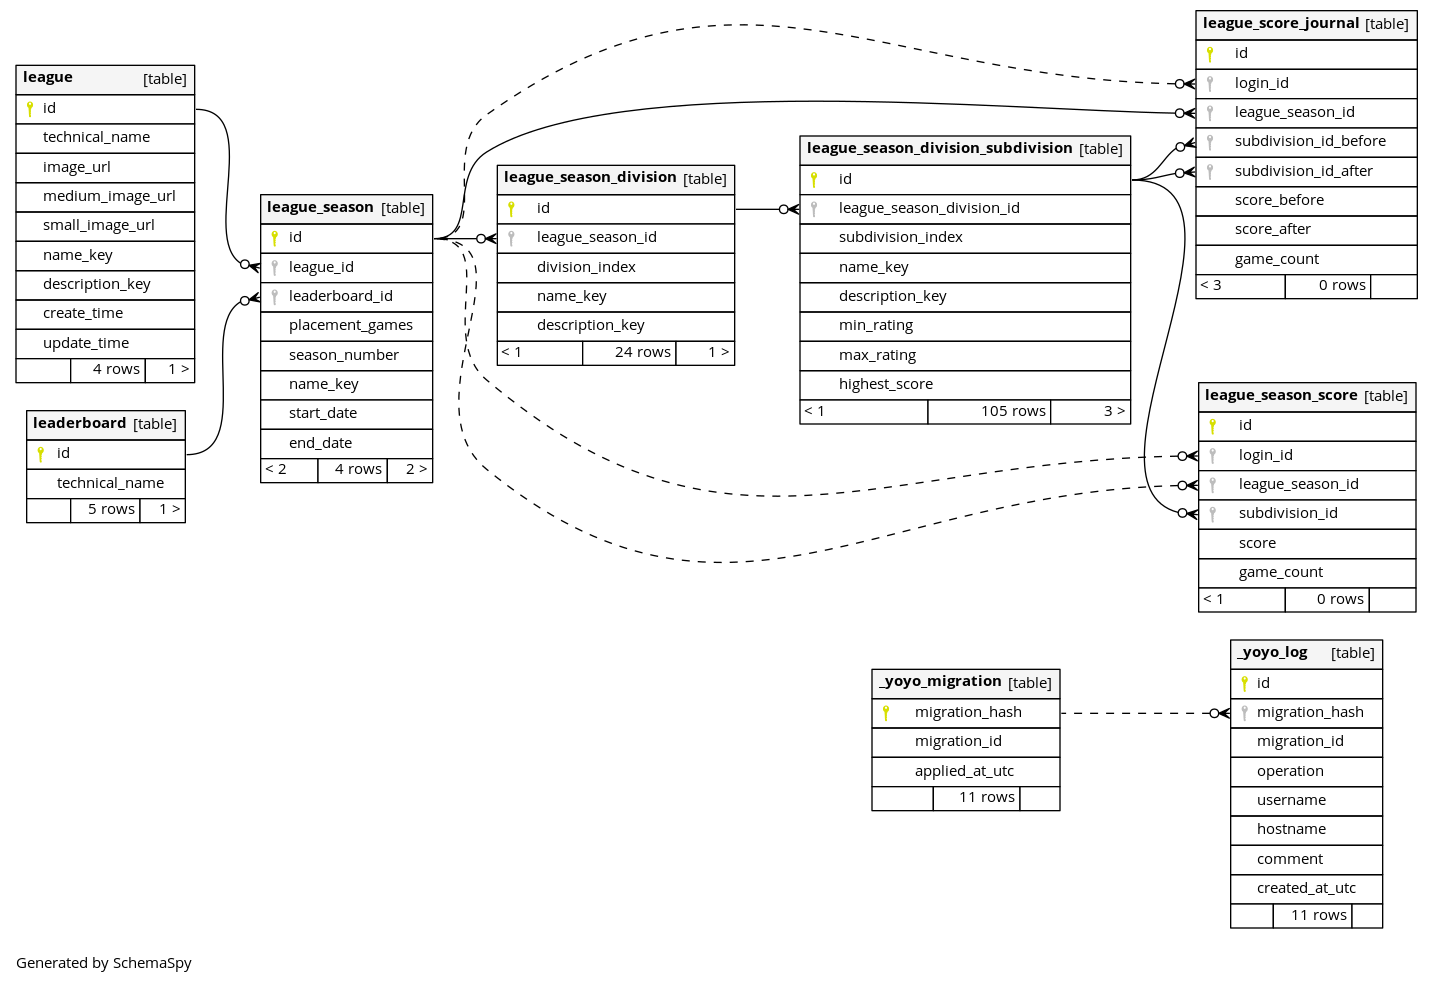 league [table]
id
technical_name
image_url
medium_image_url
small_image_url
name_key
description_key
create_time
update_time
4 rows 1 >
leaderboard [table]
id
technical_name
5 rows 1 >
league_season [table]
id
league_id
leaderboard_id
placement_games
season_number
name_key
start_date
end_date
< 2 4 rows 2 >
league_season_division [table]
id
league_season_id
division_index
name_key
description_key
< 1 24 rows 1 >
league_season_division_subdivision [table]
id
league_season_division_id
subdivision_index
name_key
description_key
min_rating
max_rating
highest_score
< 1 105 rows 3 >
league_score_journal [table]
id
login_id
league_season_id
subdivision_id_before
subdivision_id_after
score_before
score_after
game_count
< 3 0 rows
league_season_score [table]
id
login_id
league_season_id
subdivision_id
score
game_count
< 1 0 rows
_yoyo_migration [table]
migration_hash
migration_id
applied_at_utc
11 rows
_yoyo_log [table]
id
migration_hash
migration_id
operation
username
hostname
comment
created_at_utc
11 rows
Generated by SchemaSpy